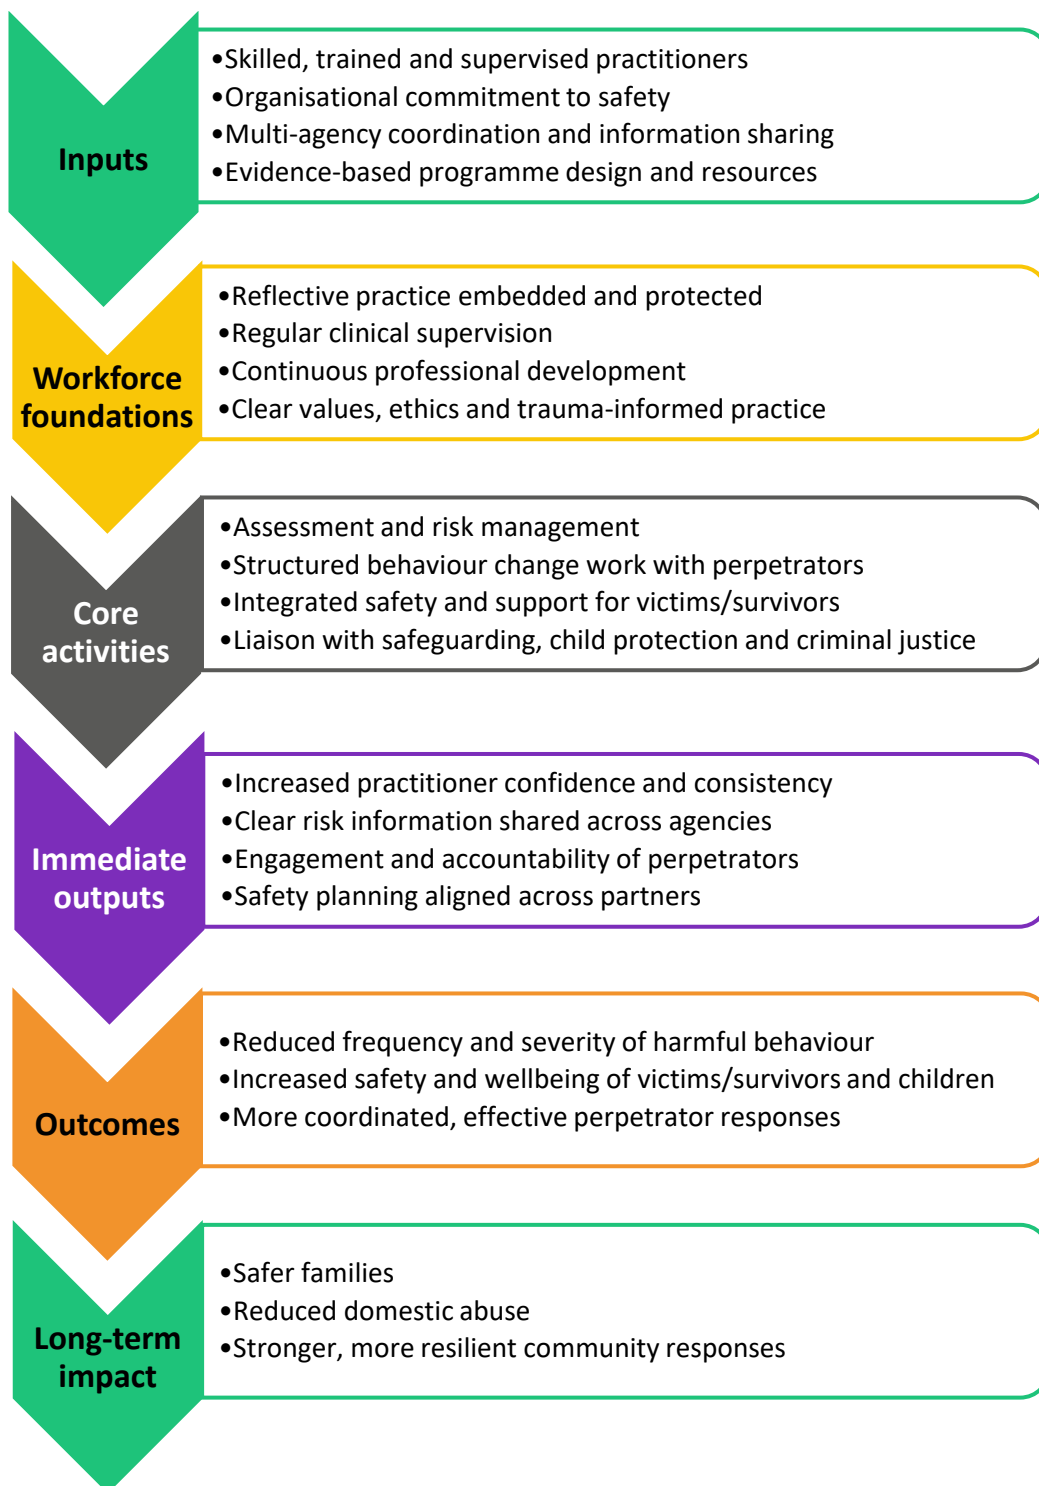 Inputs
•Skilled, trained and supervised practitioners
•Organisational commitment to safety
•Multi-agency coordination and information sharing
•Evidence-based programme design and resources
Workforce
foundations
•Reflective practice embedded and protected
•Regular clinical supervision
•Continuous professional development
•Clear values, ethics and trauma-informed practice
Core
activities
•Assessment and risk management
•Structured behaviour change work with perpetrators
•Integrated safety and support for victims/survivors
•Liaison with safeguarding, child protection and criminal justice
Immediate
outputs
•Increased practitioner confidence and consistency
•Clear risk information shared across agencies
•Engagement and accountability of perpetrators
•Safety planning aligned across partners
Outcomes
•Reduced frequency and severity of harmful behaviour
•Increased safety and wellbeing of victims/survivors and children
•More coordinated, effective perpetrator responses
Long-term
impact
•Safer families
•Reduced domestic abuse
•Stronger, more resilient community responses